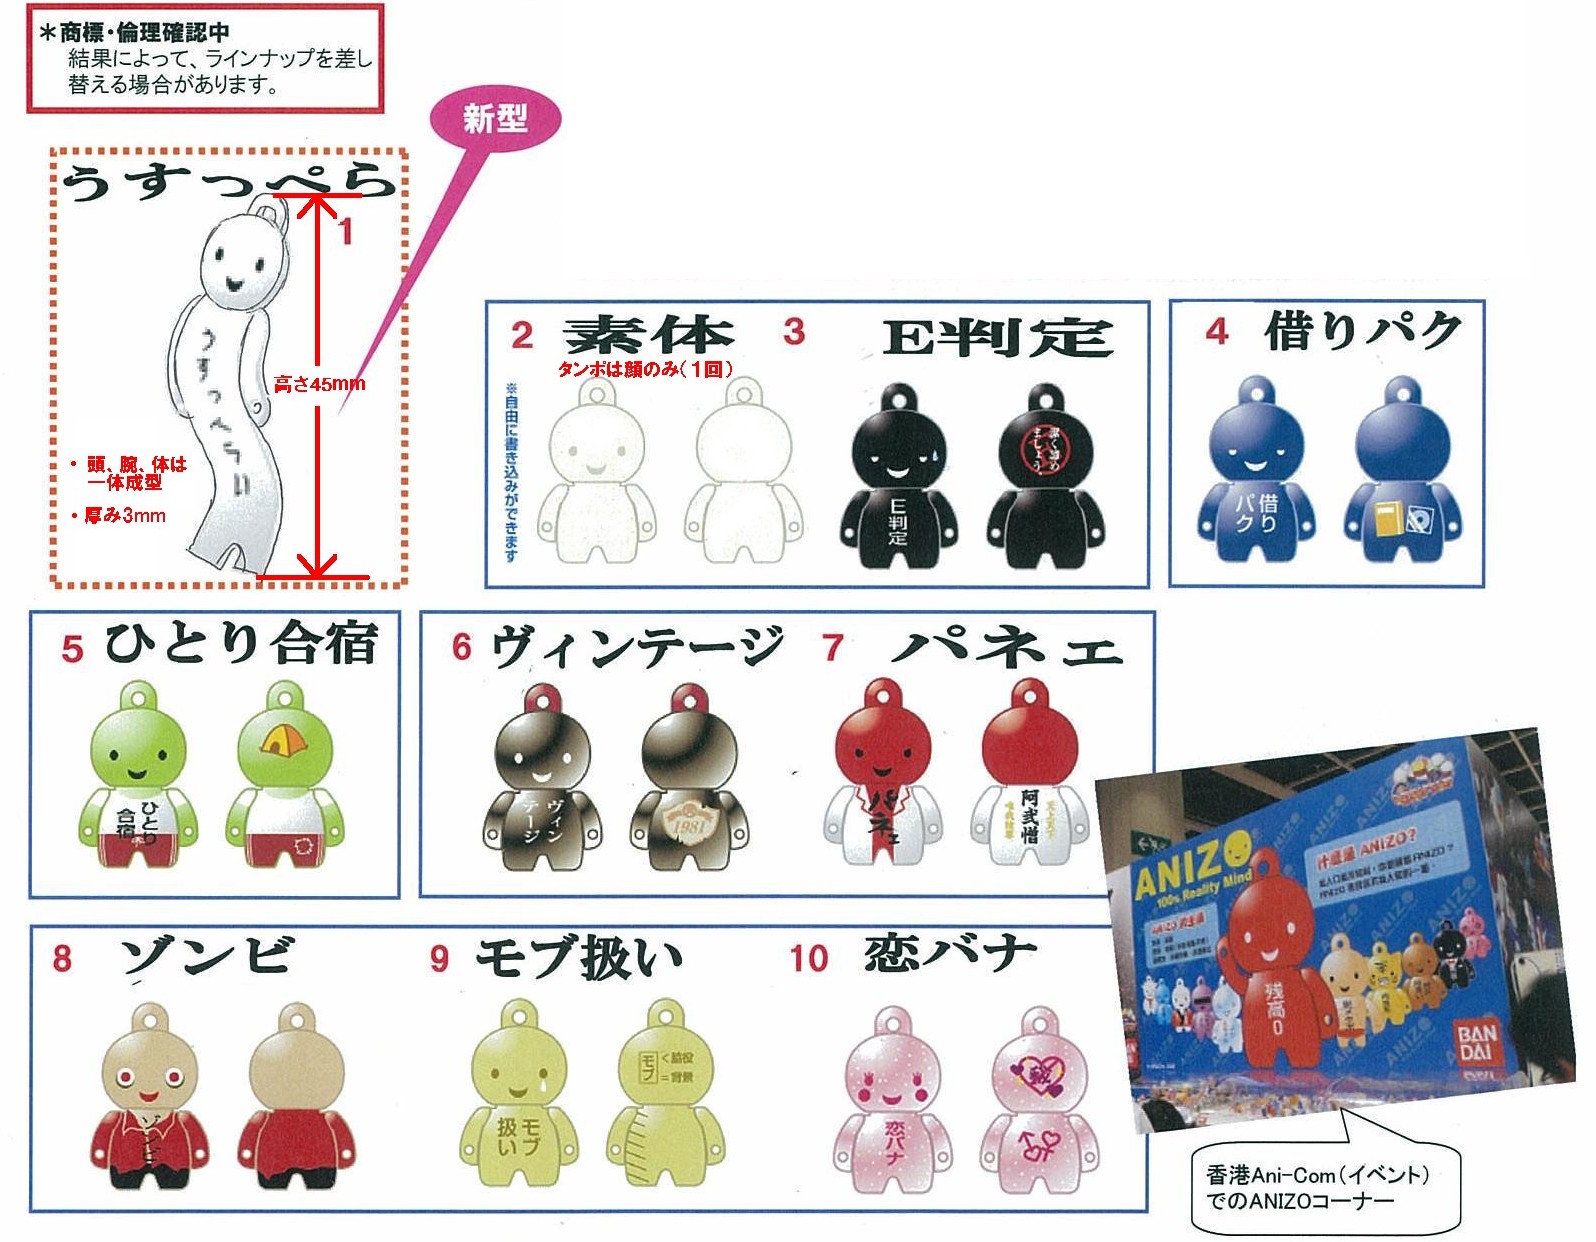 ＊商標・倫理確認中
結果によって、ラインナップを差し
替える場合があります。
新型
うすっぺら
1
うすっぺらい
高さ45mm
・頭、腕、体は
一体成型
・厚み3mm
2 素体
タンポは顔のみ（１回）
※自由に書き込みができます
3 E判定
E判定
4 借りパク
借り
パク
5 ひとり合宿
ひとり
合宿
6 ヴィンテージ
ヴィン
テージ
1981
7 パネェ
パネェ
阿弐憎
8 ゾンビ
ゾンビ
9 モブ扱い
モブ
扱い
モブ
＜脇役
＝背景
10 恋バナ
恋バナ
ANIZO
100% Reality Mind
什麼是 ANIZO？
残高0
BAN
DAI
香港Ani-Com（イベント）
でのANIZOコーナー